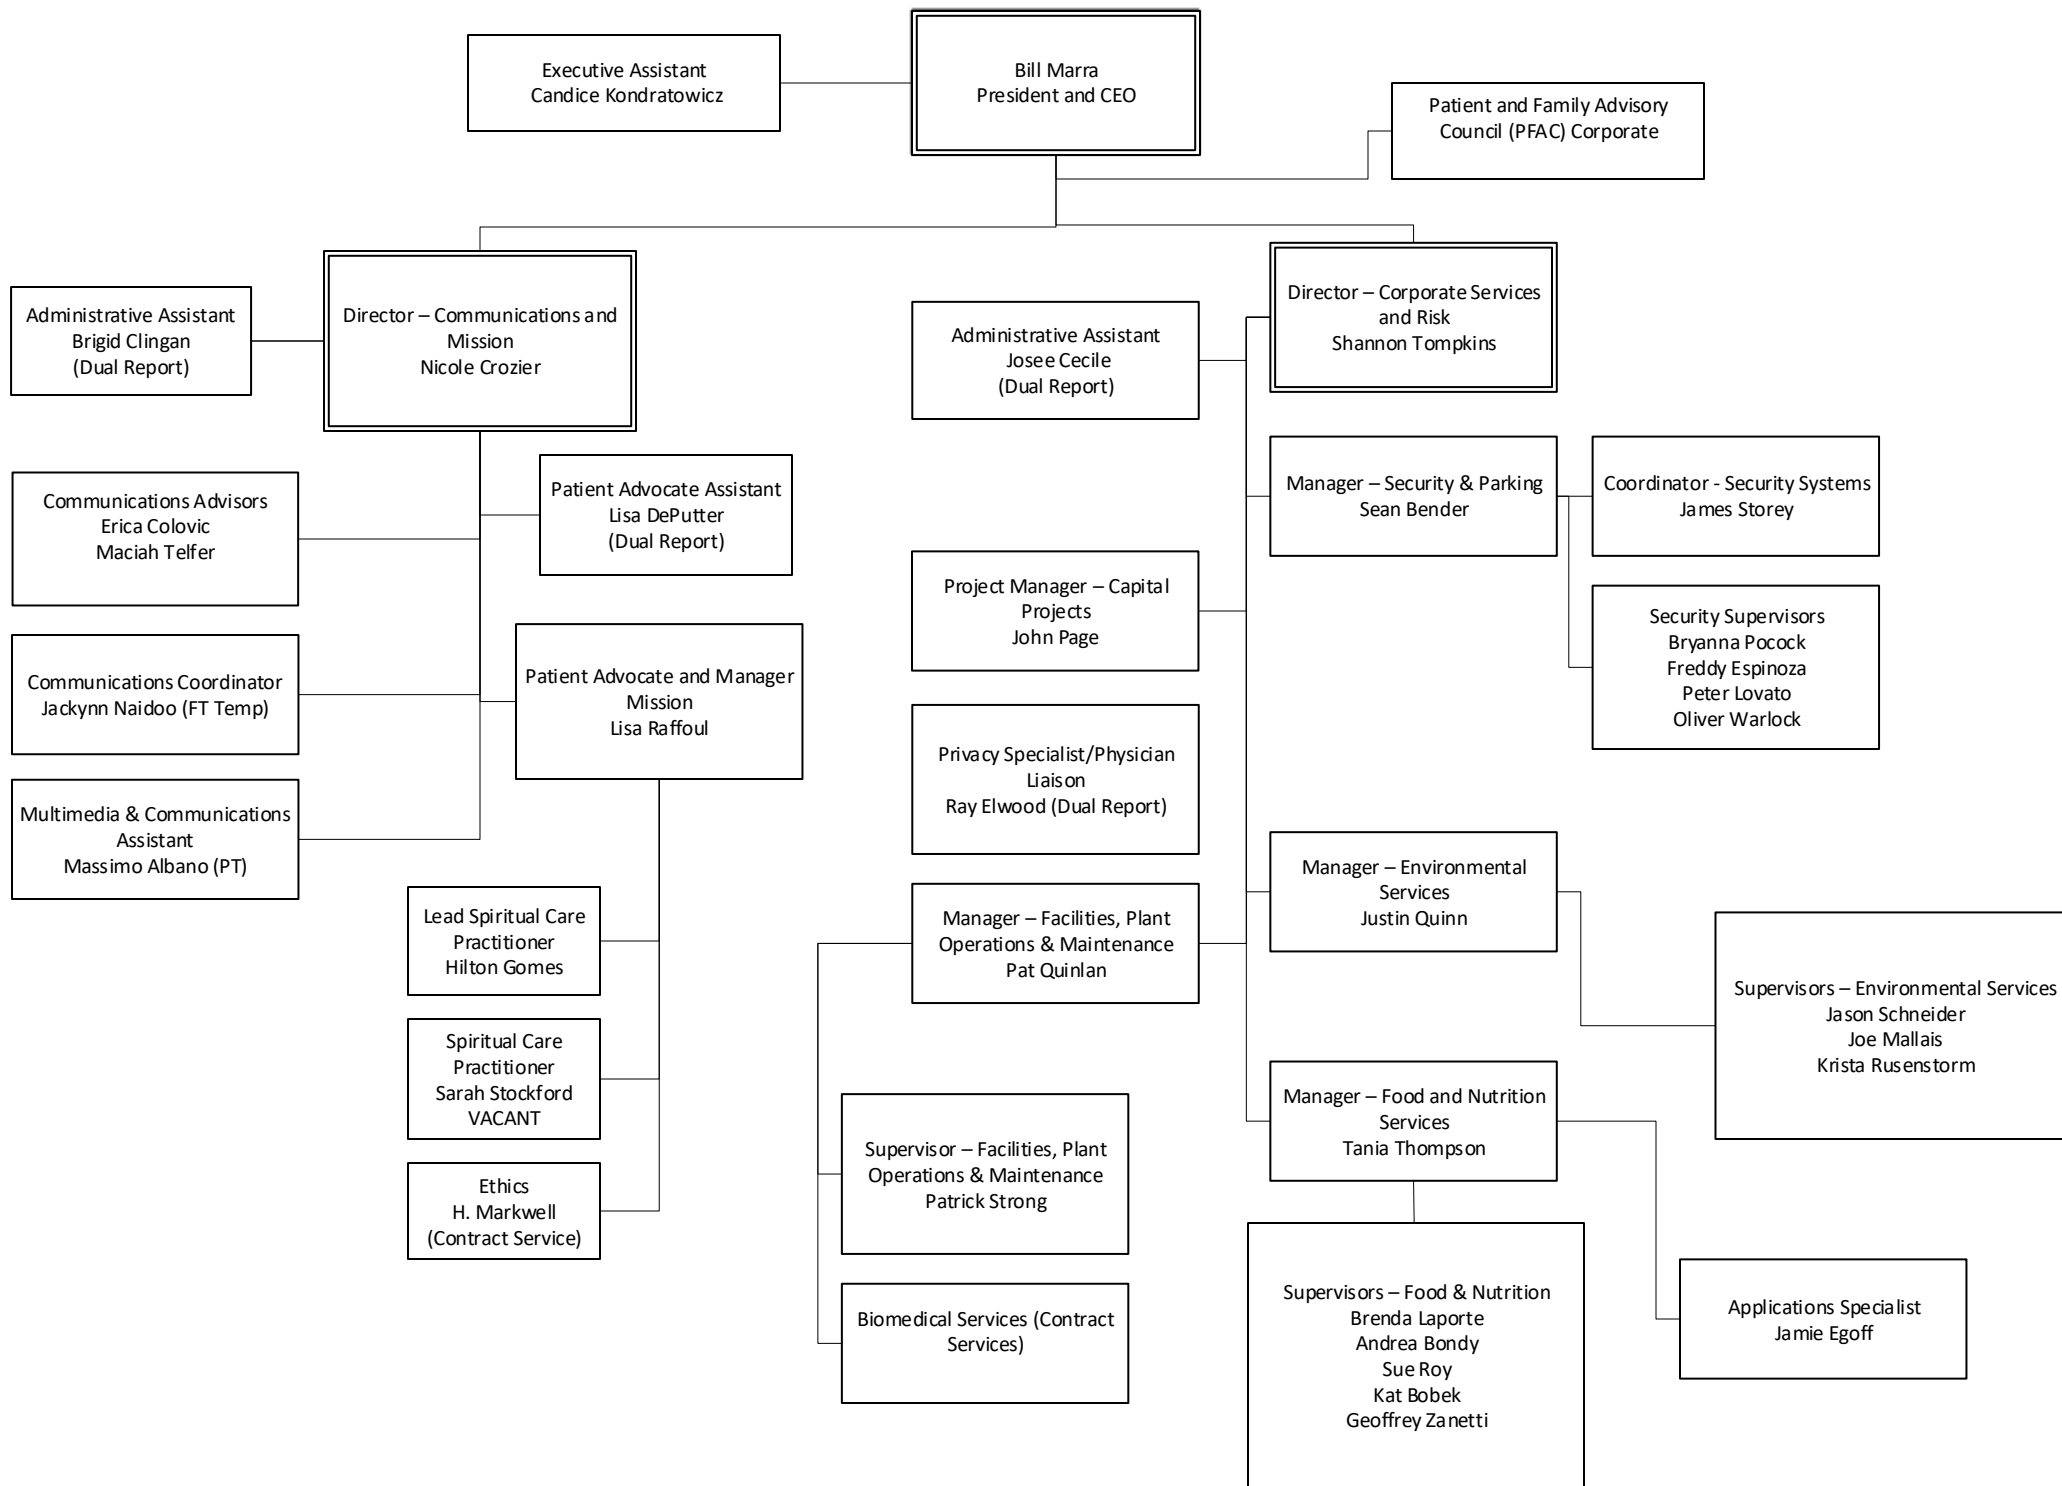 Executive Assistant
Candice Kondratowicz
Bill Marra
President and CEO
Patient and Family Advisory
Council (PFAC) Corporate
Administrative Assistant
Brigid Clingan
(Dual Report)
Director – Communications and
Mission
Nicole Crozier
Administrative Assistant
Josee Cecile
(Dual Report)
Director – Corporate Services
and Risk
Shannon Tompkins
Communications Advisors
Erica Colovic
Maciah Telfer
Patient Advocate Assistant
Lisa DePutter
(Dual Report)
Manager – Security & Parking
Sean Bender
Coordinator - Security Systems
James Storey
Project Manager – Capital
Projects
John Page
Security Supervisors
Bryanna Pocock
Freddy Espinoza
Peter Lovato
Oliver Warlock
Communications Coordinator
Jackynn Naidoo (FT Temp)
Patient Advocate and Manager
Mission
Lisa Raffoul
Privacy Specialist/Physician
Liaison
Ray Elwood (Dual Report)
Multimedia & Communications
Assistant
Massimo Albano (PT)
Manager – Environmental
Services
Justin Quinn
Lead Spiritual Care
Practitioner
Hilton Gomes
Manager – Facilities, Plant
Operations & Maintenance
Pat Quinlan
Supervisors – Environmental Services
Jason Schneider
Joe Mallais
Krista Rusenstorm
Spiritual Care
Practitioner
Sarah Stockford
VACANT
Manager – Food and Nutrition
Services
Tania Thompson
Supervisor – Facilities, Plant
Operations & Maintenance
Patrick Strong
Ethics
H. Markwell
(Contract Service)
Biomedical Services (Contract
Services)
Supervisors – Food & Nutrition
Brenda Laporte
Andrea Bondy
Sue Roy
Kat Bobek
Geoffrey Zanetti
Applications Specialist
Jamie Egoff